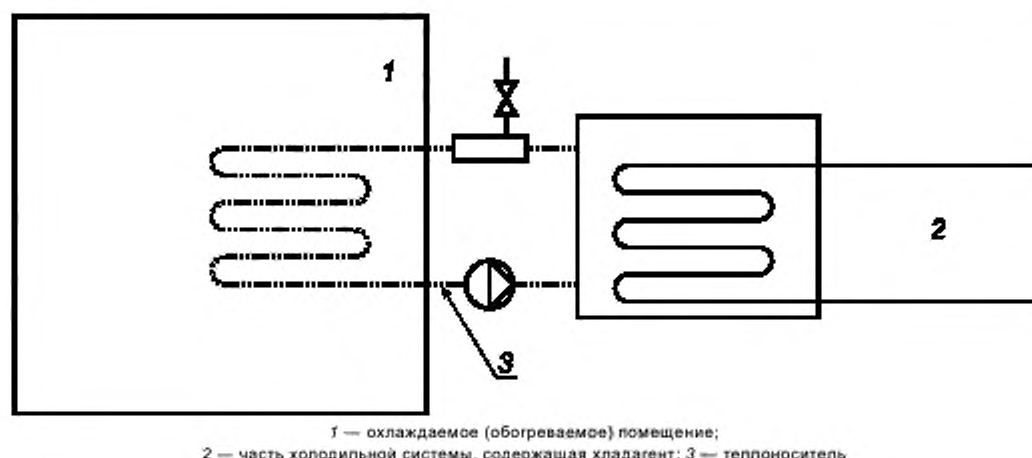 1
2
3
1 — охлаждаемое (обогреваемое) помещение;
2 — часть холодильной системы, содержащая хладагент; 3 — теплоноситель